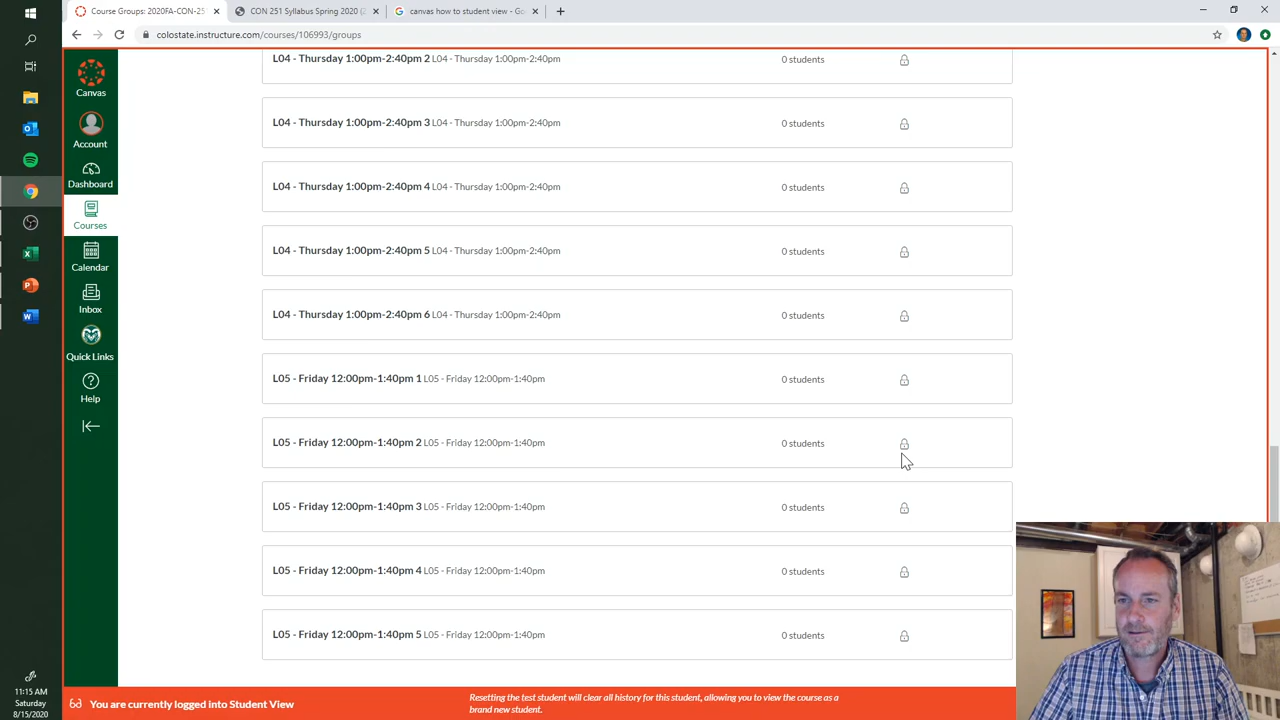 Course Groups: 2020FA-CON-25
CON 251 Syllabus Spring 2020 (2
canvas how to student view - Go
colostate.instructure.com/courses/106993/groups
Canvas
Account
Dashboard
Courses
Calendar
Inbox
Quick Links
Help
L04 - Thursday 1:00pm-2:40pm 2 L04 - Thursday 1:00pm-2:40pm 0 students
L04 - Thursday 1:00pm-2:40pm 3 L04 - Thursday 1:00pm-2:40pm 0 students
L04 - Thursday 1:00pm-2:40pm 4 L04 - Thursday 1:00pm-2:40pm 0 students
L04 - Thursday 1:00pm-2:40pm 5 L04 - Thursday 1:00pm-2:40pm 0 students
L04 - Thursday 1:00pm-2:40pm 6 L04 - Thursday 1:00pm-2:40pm 0 students
L05 - Friday 12:00pm-1:40pm 1 L05 - Friday 12:00pm-1:40pm 0 students
L05 - Friday 12:00pm-1:40pm 2 L05 - Friday 12:00pm-1:40pm 0 students
L05 - Friday 12:00pm-1:40pm 3 L05 - Friday 12:00pm-1:40pm 0 students
L05 - Friday 12:00pm-1:40pm 4 L05 - Friday 12:00pm-1:40pm 0 students
L05 - Friday 12:00pm-1:40pm 5 L05 - Friday 12:00pm-1:40pm 0 students
11:15 AM
Saturday
8/15/2020
You are currently logged into Student View
Resetting the test student will clear all history for this student, allowing you to view the course as a
brand new student.